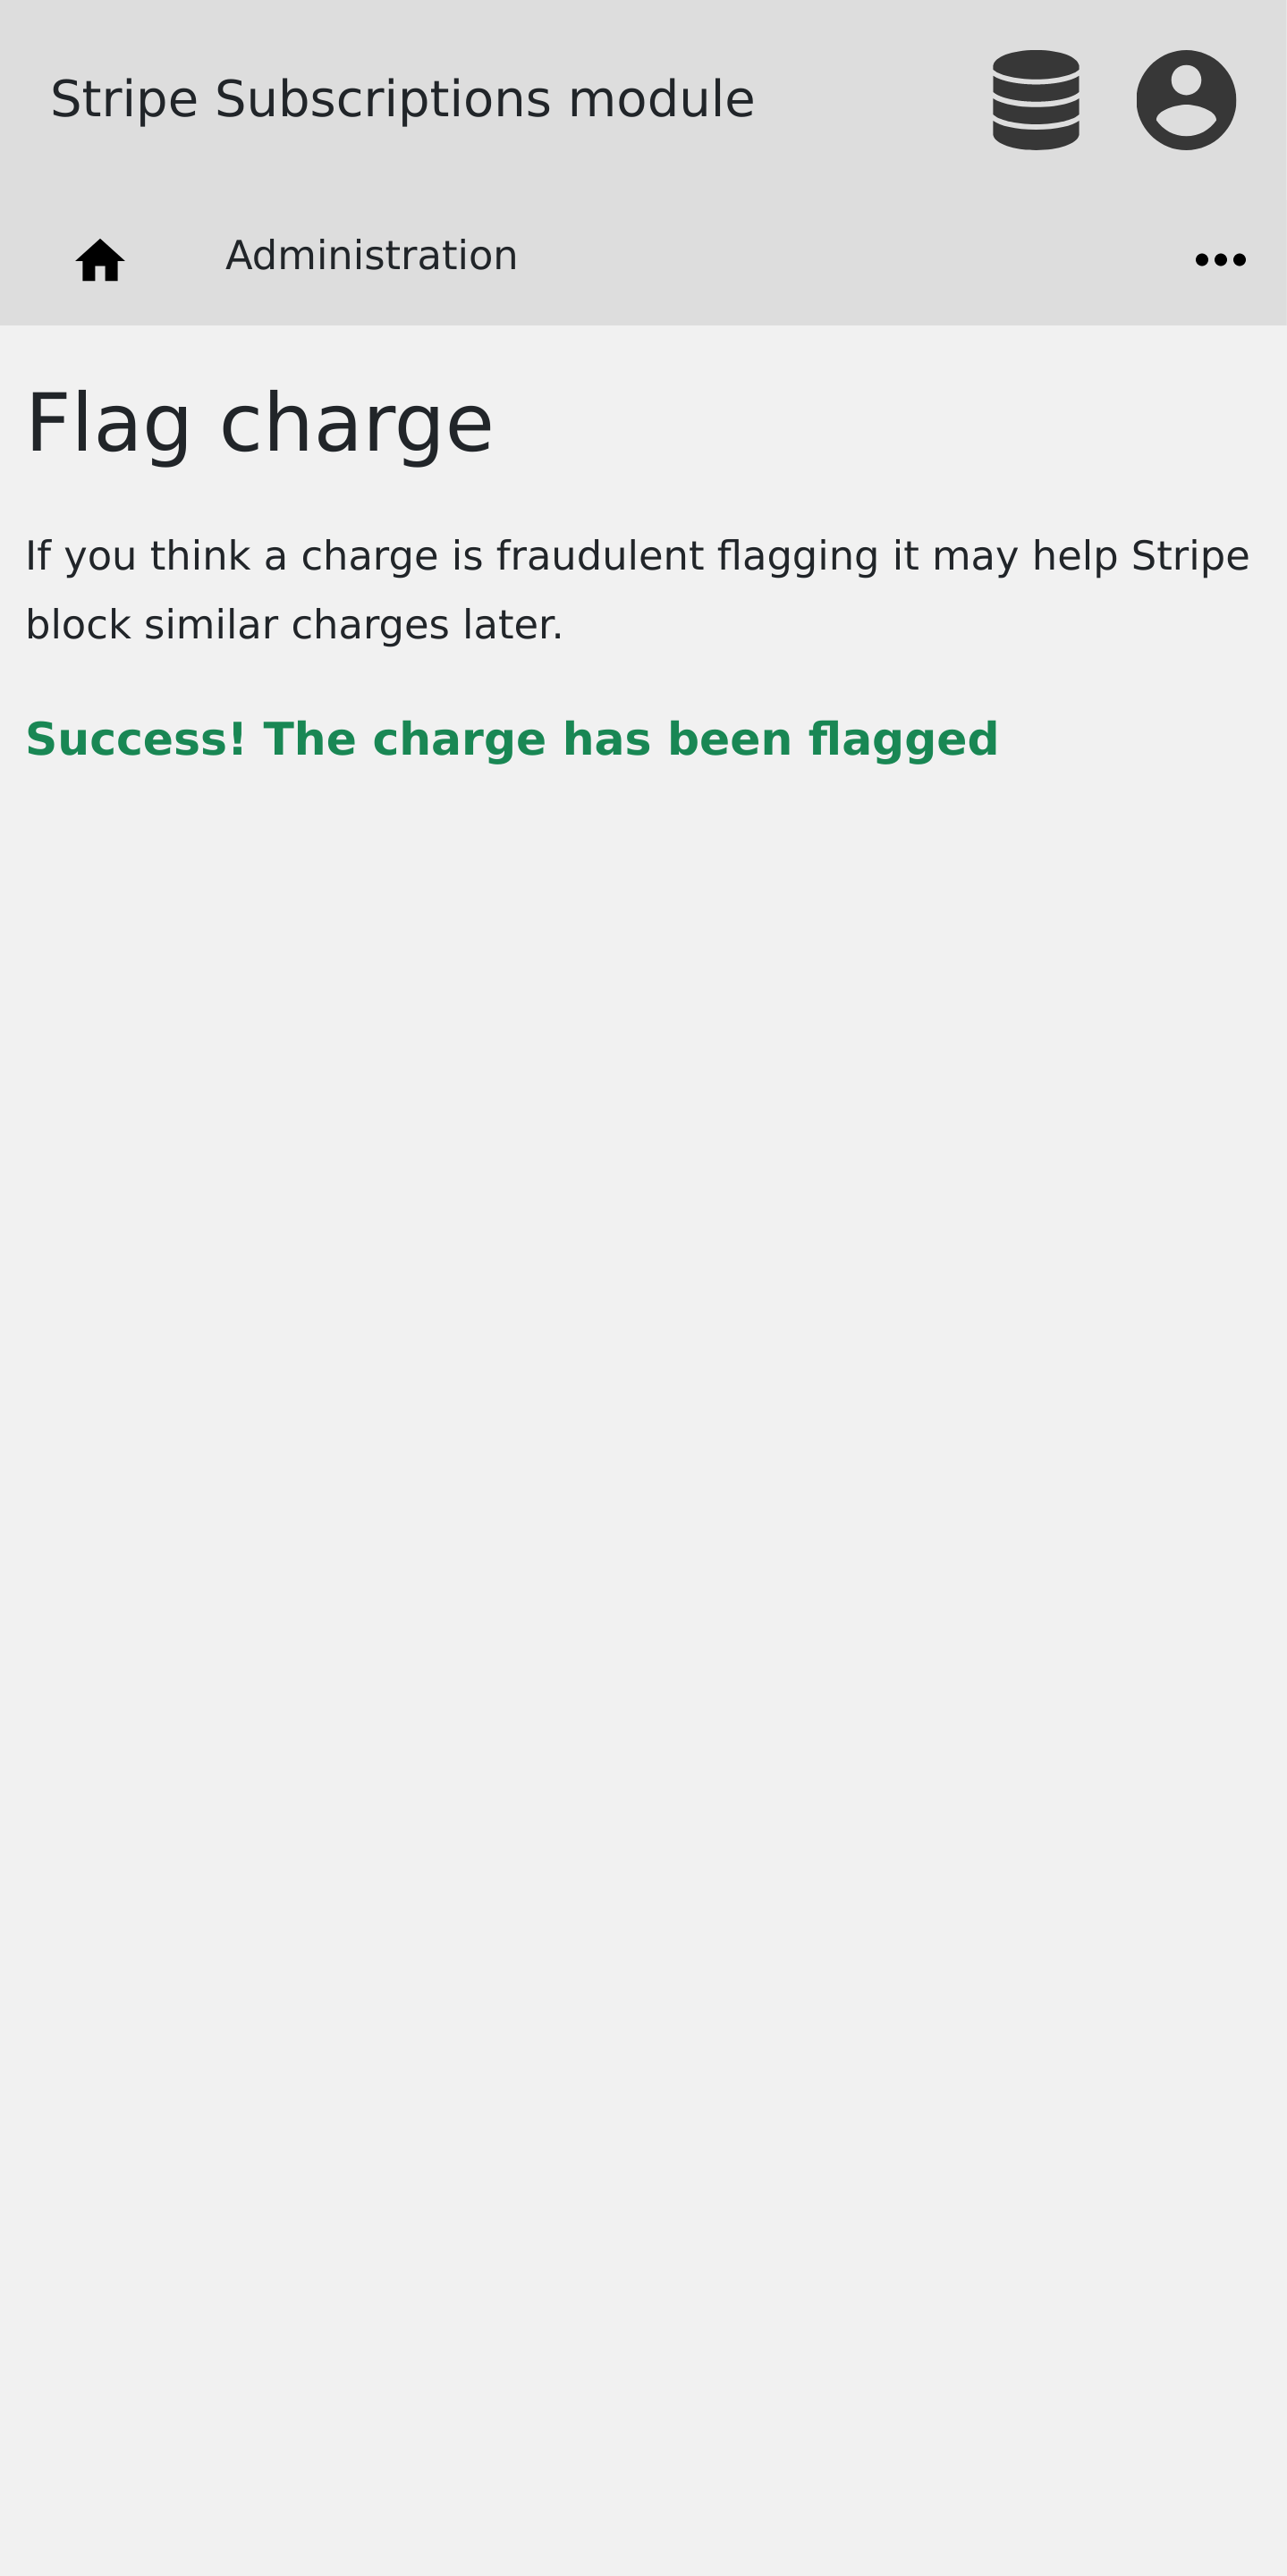 Stripe Subscriptions module
Administration
Flag charge
If you think a charge is fraudulent flagging it may help Stripe
block similar charges later.
Success! The charge has been flagged